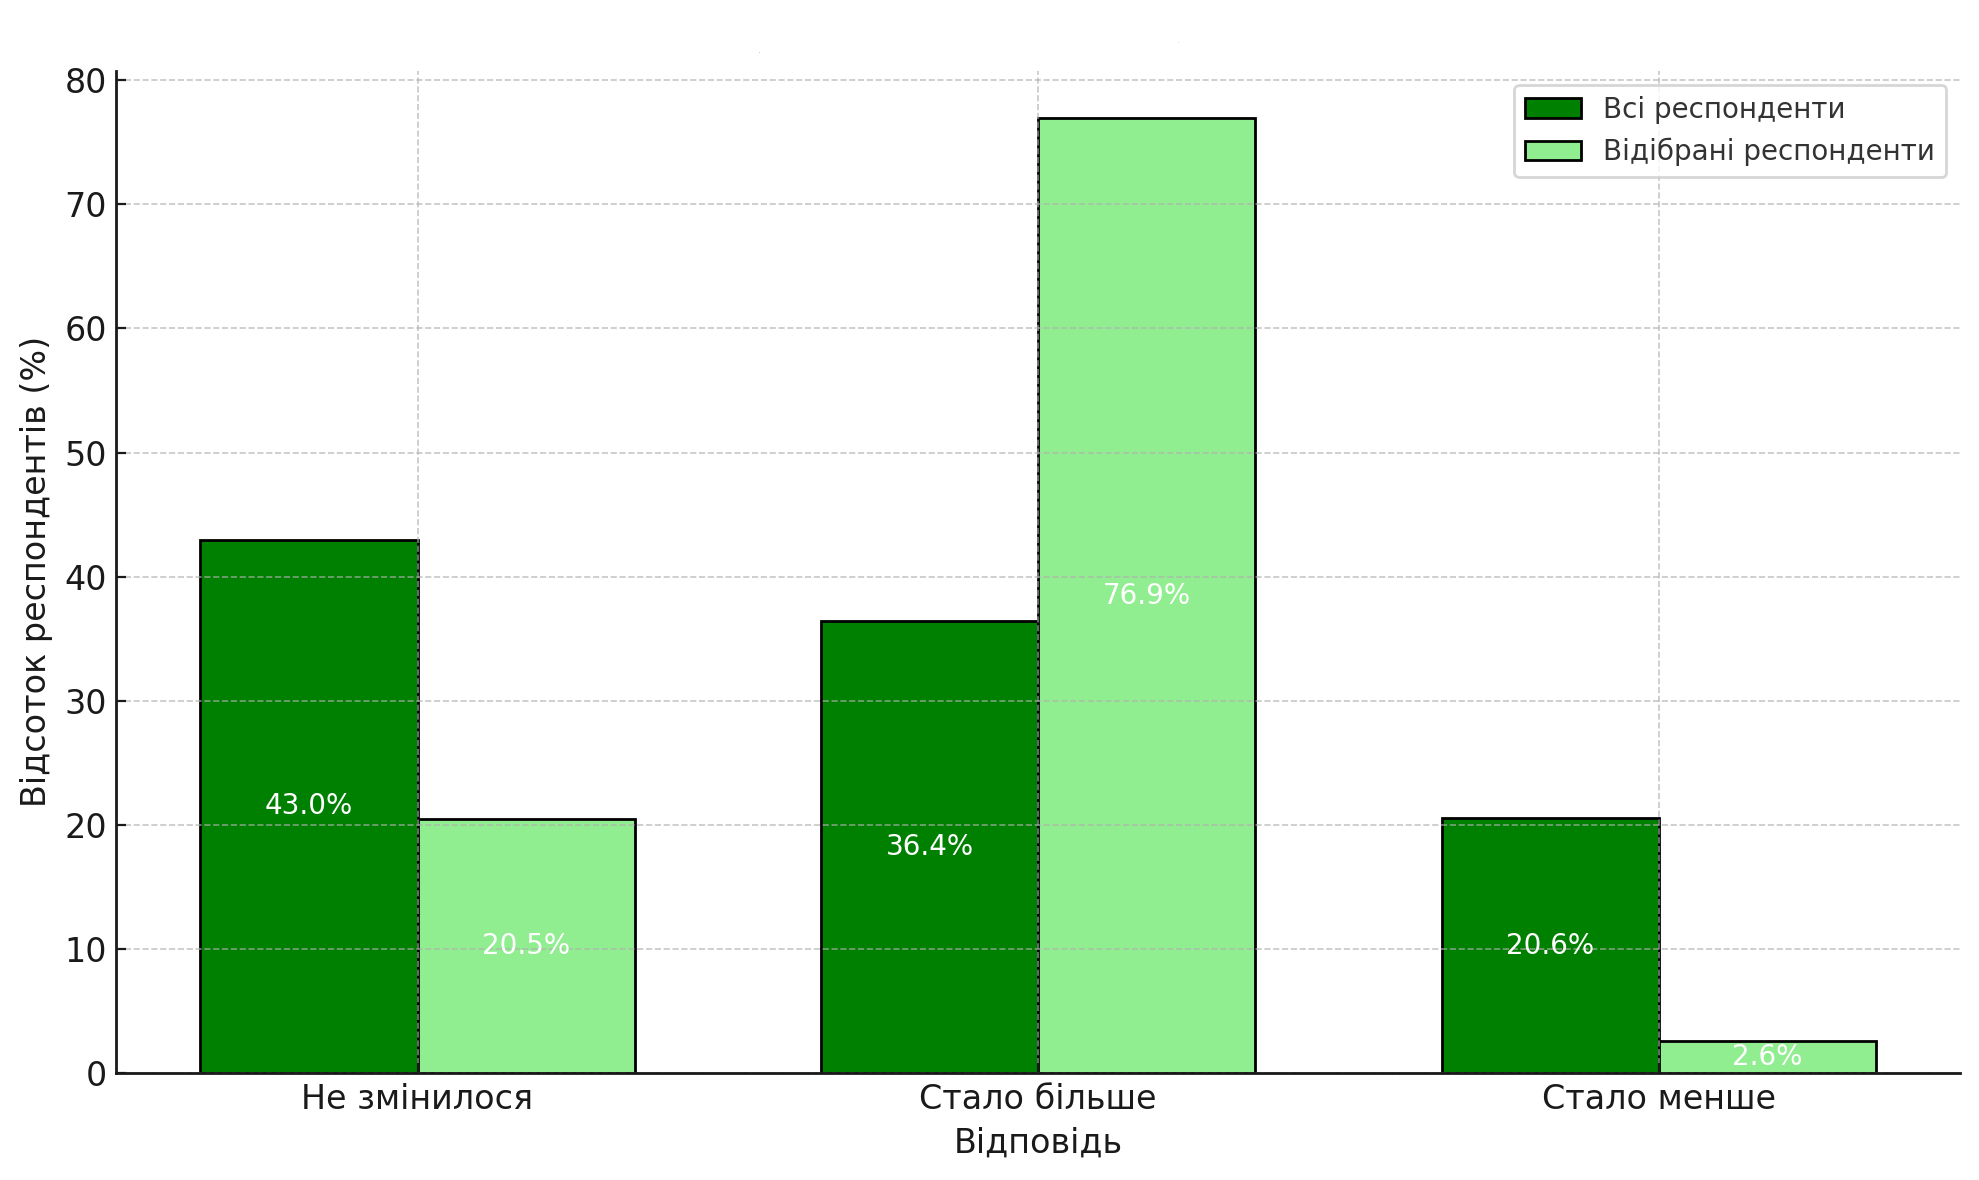 80
70
60
50
40
30
20
10
0
Відсоток респондентів (%)
Всі респонденти
Відібрані респонденти
43.0%
20.5%
36.4%
76.9%
20.6%
2.6%
Не змінилося
Стало більше
Стало менше
Відповідь